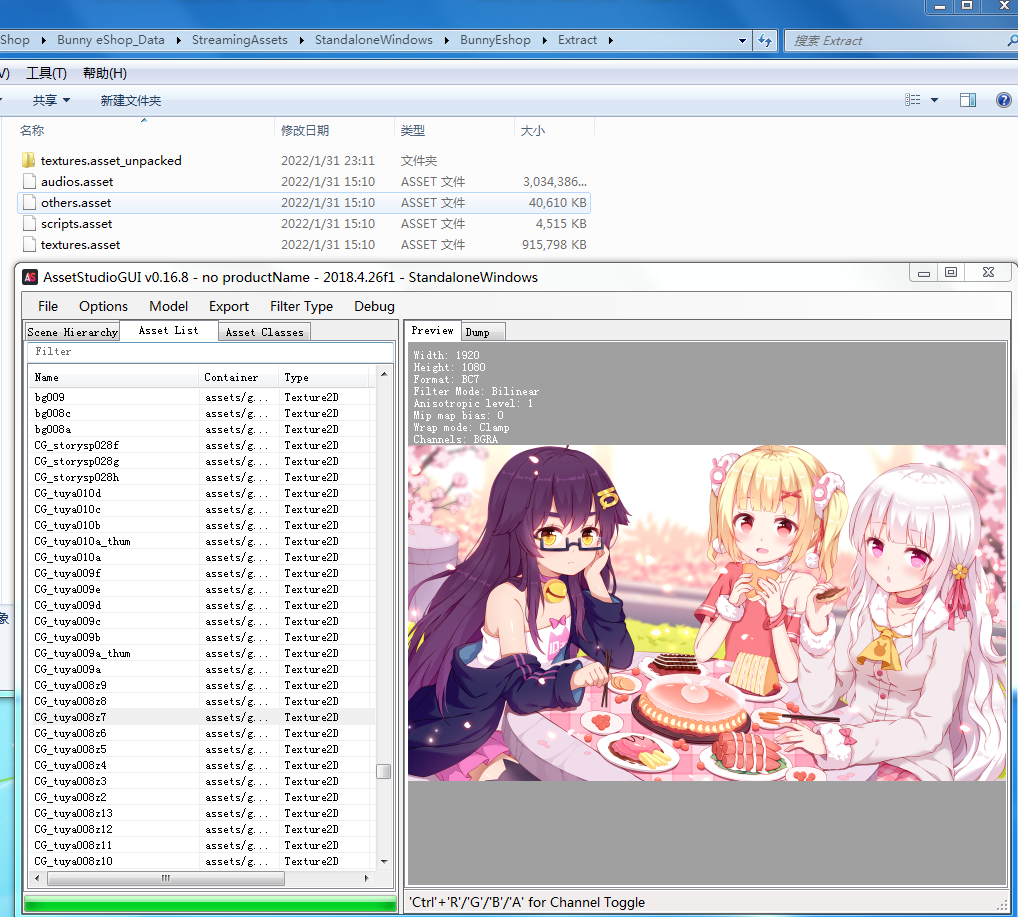 Shop ▸ Bunny eShop_Data ▸ StreamingAssets ▸ StandaloneWindows ▸ BunnyEshop ▸ Extract ▸ 搜索 Extract
V) 工具(T) 帮助(H)
共享 新建文件夹
名称 修改日期 类型 大小
textures.asset_unpacked 2022/1/31 23:11 文件夹
audios.asset 2022/1/31 15:10 ASSET 文件 3,034,386...
others.asset 2022/1/31 15:10 ASSET 文件 40,610 KB
scripts.asset 2022/1/31 15:10 ASSET 文件 4,515 KB
textures.asset 2022/1/31 15:10 ASSET 文件 915,798 KB
AS AssetStudioGUI v0.16.8 - no productName - 2018.4.26f1 - StandaloneWindows
File Options Model Export Filter Type Debug
Scene Hierarchy Asset List Asset Classes
Filter
Name Container Type
bg009 assets/g... Texture2D
bg008c assets/g... Texture2D
bg008a assets/g... Texture2D
CG_storysp028f assets/g... Texture2D
CG_storysp028g assets/g... Texture2D
CG_storysp028h assets/g... Texture2D
CG_tuya010d assets/g... Texture2D
CG_tuya010c assets/g... Texture2D
CG_tuya010b assets/g... Texture2D
CG_tuya010a_thum assets/g... Texture2D
CG_tuya010a assets/g... Texture2D
CG_tuya009f assets/g... Texture2D
CG_tuya009e assets/g... Texture2D
CG_tuya009d assets/g... Texture2D
CG_tuya009c assets/g... Texture2D
CG_tuya009b assets/g... Texture2D
CG_tuya009a_thum assets/g... Texture2D
CG_tuya009a assets/g... Texture2D
CG_tuya008z9 assets/g... Texture2D
CG_tuya008z8 assets/g... Texture2D
CG_tuya008z7 assets/g... Texture2D
CG_tuya008z6 assets/g... Texture2D
CG_tuya008z5 assets/g... Texture2D
CG_tuya008z4 assets/g... Texture2D
CG_tuya008z3 assets/g... Texture2D
CG_tuya008z2 assets/g... Texture2D
CG_tuya008z13 assets/g... Texture2D
CG_tuya008z12 assets/g... Texture2D
CG_tuya008z11 assets/g... Texture2D
CG_tuya008z10 assets/g... Texture2D
Preview Dump
Width: 1920
Height: 1080
Format: BC7
Filter Mode: Bilinear
Anisotropic level: 1
Mip map bias: 0
Wrap mode: Clamp
Channels: BGRA
'Ctrl'+'R'/'G'/'B'/'A' for Channel Toggle
象